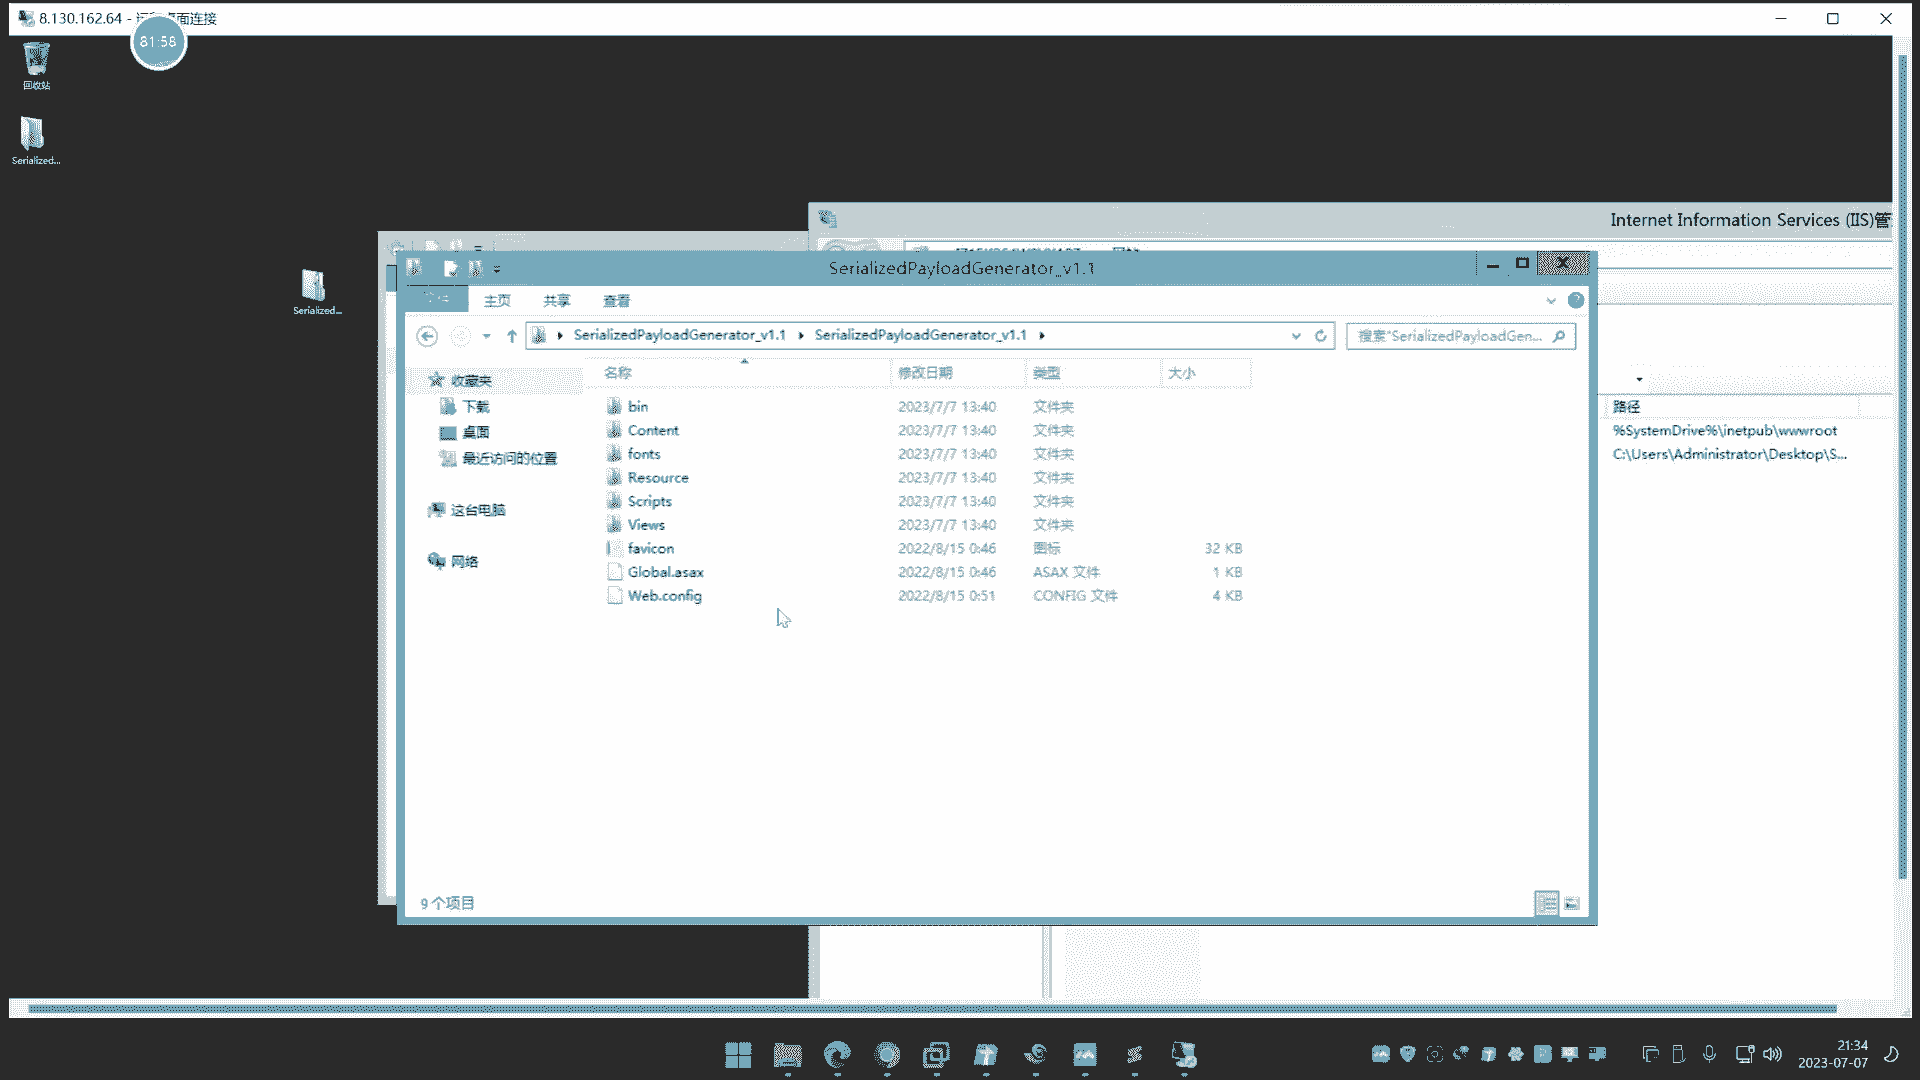 8.130.162.64 -
桌面连接
81:58
回收站
Serialized...
Serialized...
Internet Information Services (IIS)管
SerializedPayloadGenerator_v1.1
主页 共享 查看
SerializedPayloadGenerator_v1.1 SerializedPayloadGenerator_v1.1
搜索"SerializedPayloadGen...
名称 修改日期 类型 大小
收藏夹
下载
桌面
最近访问的位置
这台电脑
网络
bin 2023/7/7 13:40 文件夹
Content 2023/7/7 13:40 文件夹
fonts 2023/7/7 13:40 文件夹
Resource 2023/7/7 13:40 文件夹
Scripts 2023/7/7 13:40 文件夹
Views 2023/7/7 13:40 文件夹
favicon 2022/8/15 0:46 图标 32 KB
Global.asax 2022/8/15 0:46 ASAX 文件 1 KB
Web.config 2022/8/15 0:51 CONFIG 文件 4 KB
路径
%SystemDrive%\inetpub\wwwroot
C:\Users\Administrator\Desktop\S...
9 个项目
21:34
2023-07-07